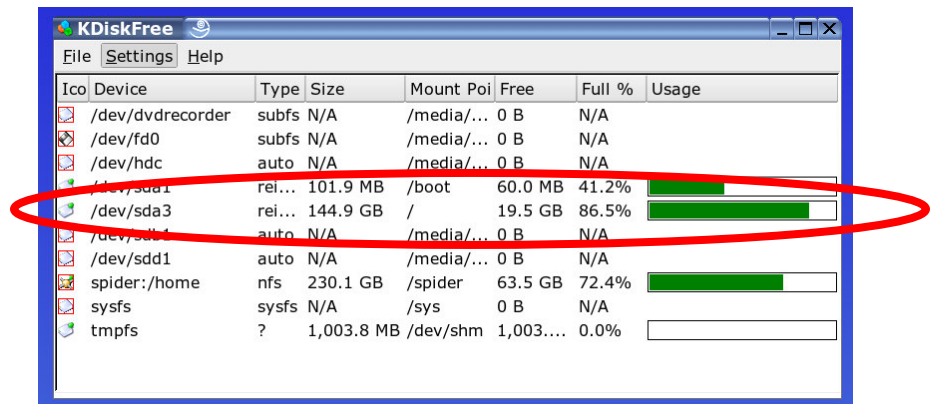 KDiskFree
File Settings Help
Ico Device Type Size Mount Poi Free Full % Usage
/dev/dvdrecorder subfs N/A /media/... 0 B N/A
/dev/fd0 subfs N/A /media/... 0 B N/A
/dev/hdc auto N/A /media/... 0 B N/A
/dev/sda1 rei... 101.9 MB /boot 60.0 MB 41.2%
/dev/sda3 rei... 144.9 GB / 19.5 GB 86.5%
/dev/sdb1 auto N/A /media/... 0 B N/A
/dev/sdd1 auto N/A /media/... 0 B N/A
spider:/home nfs 230.1 GB /spider 63.5 GB 72.4%
sysfs sysfs N/A /sys 0 B N/A
tmpfs ? 1,003.8 MB /dev/shm 1,003.... 0.0%